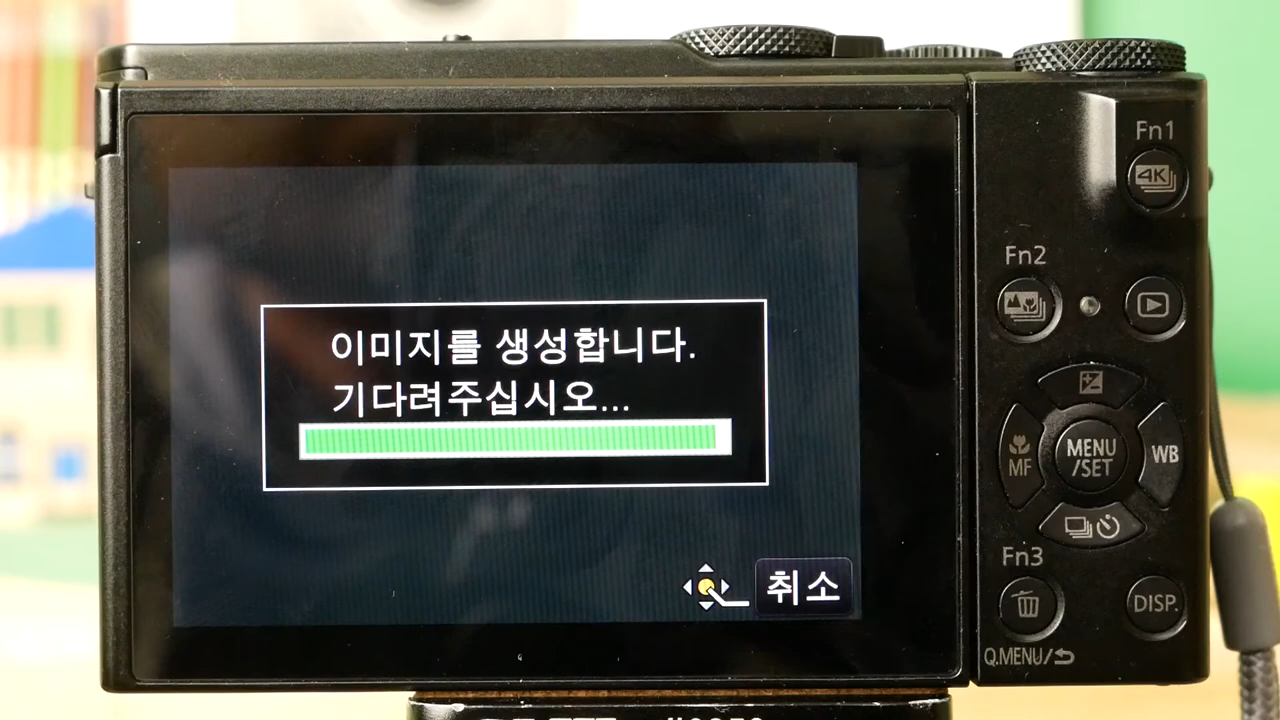 Fn1
4K
Fn2
이미지를 생성합니다.
기다려주십시오...
MENU
/SET
MF
WB
취소
Fn3
DISP.
Q.MENU/